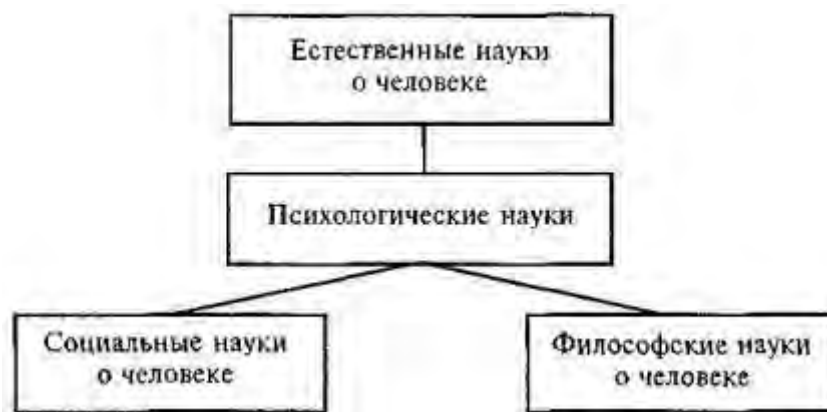 Естественные науки
о человеке
Психологические науки
Социальные науки
о человеке
Философские науки
о человеке